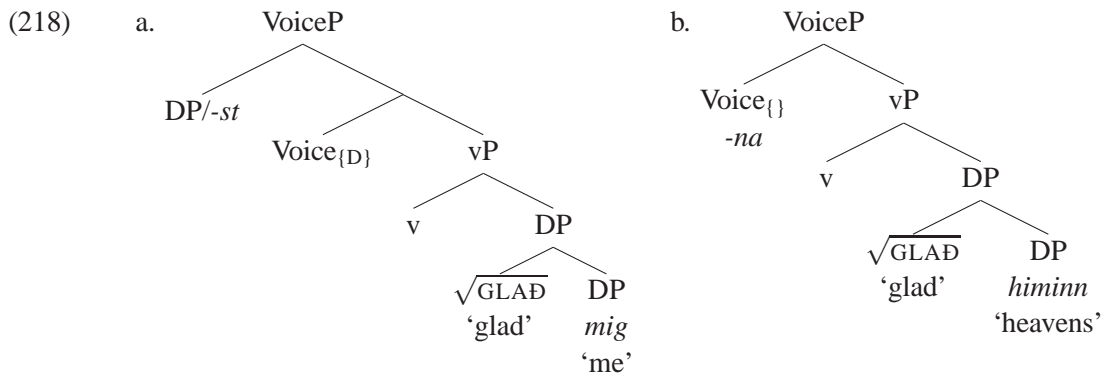 (218) a. VoiceP b. VoiceP
DP/-st Voice{} vP
-na
Voice{D} vP
v DP
v DP
√GLAÐ DP
‘glad’ himinn
‘heavens’
√GLAÐ DP
‘glad’ mig
‘me’